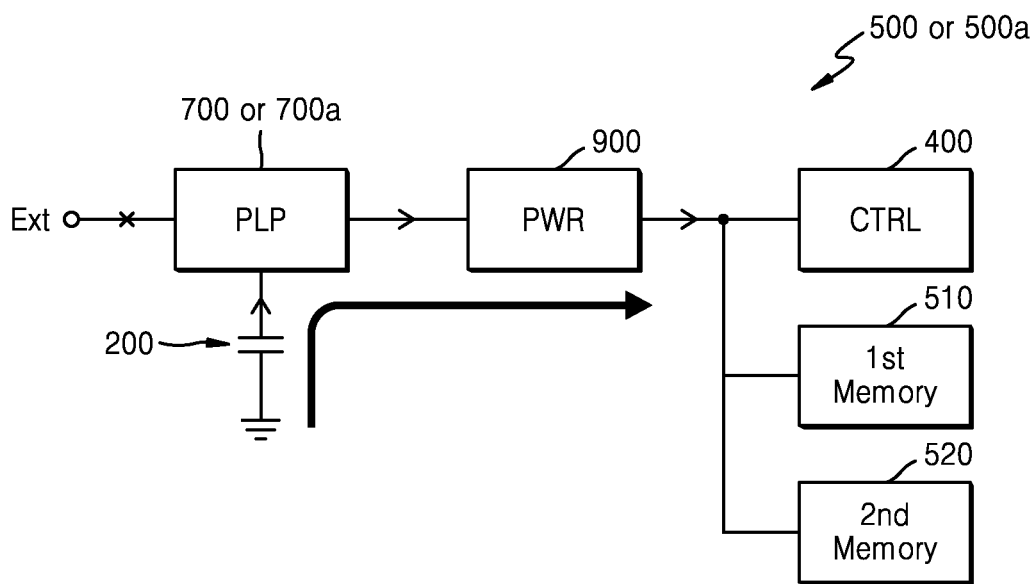 500 or 500a
700 or 700a
900
400
Ext
PLP
PWR
CTRL
510
200
1st
Memory
520
2nd
Memory